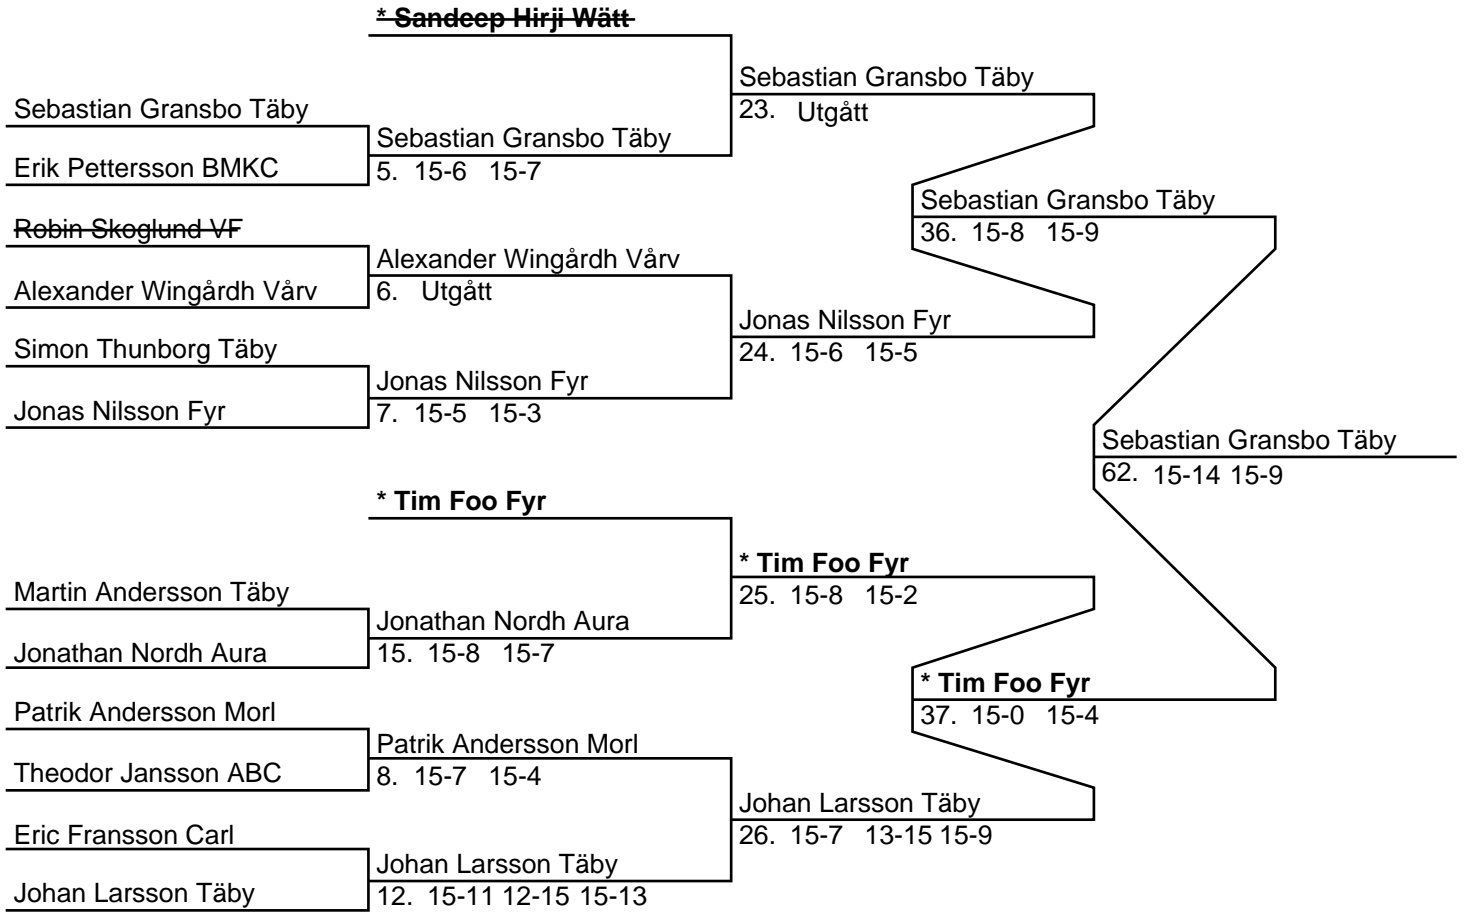 * Sandeep Hirji Wätt
Sebastian Gransbo Täby
23. Utgått
Sebastian Gransbo Täby
Sebastian Gransbo Täby
5. 15-6 15-7
Erik Pettersson BMKC
Sebastian Gransbo Täby
36. 15-8 15-9
Robin Skoglund VF
Alexander Wingårdh Vårv
6. Utgått
Alexander Wingårdh Vårv
Jonas Nilsson Fyr
24. 15-6 15-5
Simon Thunborg Täby
Jonas Nilsson Fyr
7. 15-5 15-3
Jonas Nilsson Fyr
Sebastian Gransbo Täby
62. 15-14 15-9
* Tim Foo Fyr
* Tim Foo Fyr
25. 15-8 15-2
Martin Andersson Täby
Jonathan Nordh Aura
15. 15-8 15-7
Jonathan Nordh Aura
* Tim Foo Fyr
37. 15-0 15-4
Patrik Andersson Morl
Patrik Andersson Morl
8. 15-7 15-4
Theodor Jansson ABC
Johan Larsson Täby
26. 15-7 13-15 15-9
Eric Fransson Carl
Johan Larsson Täby
12. 15-11 12-15 15-13
Johan Larsson Täby